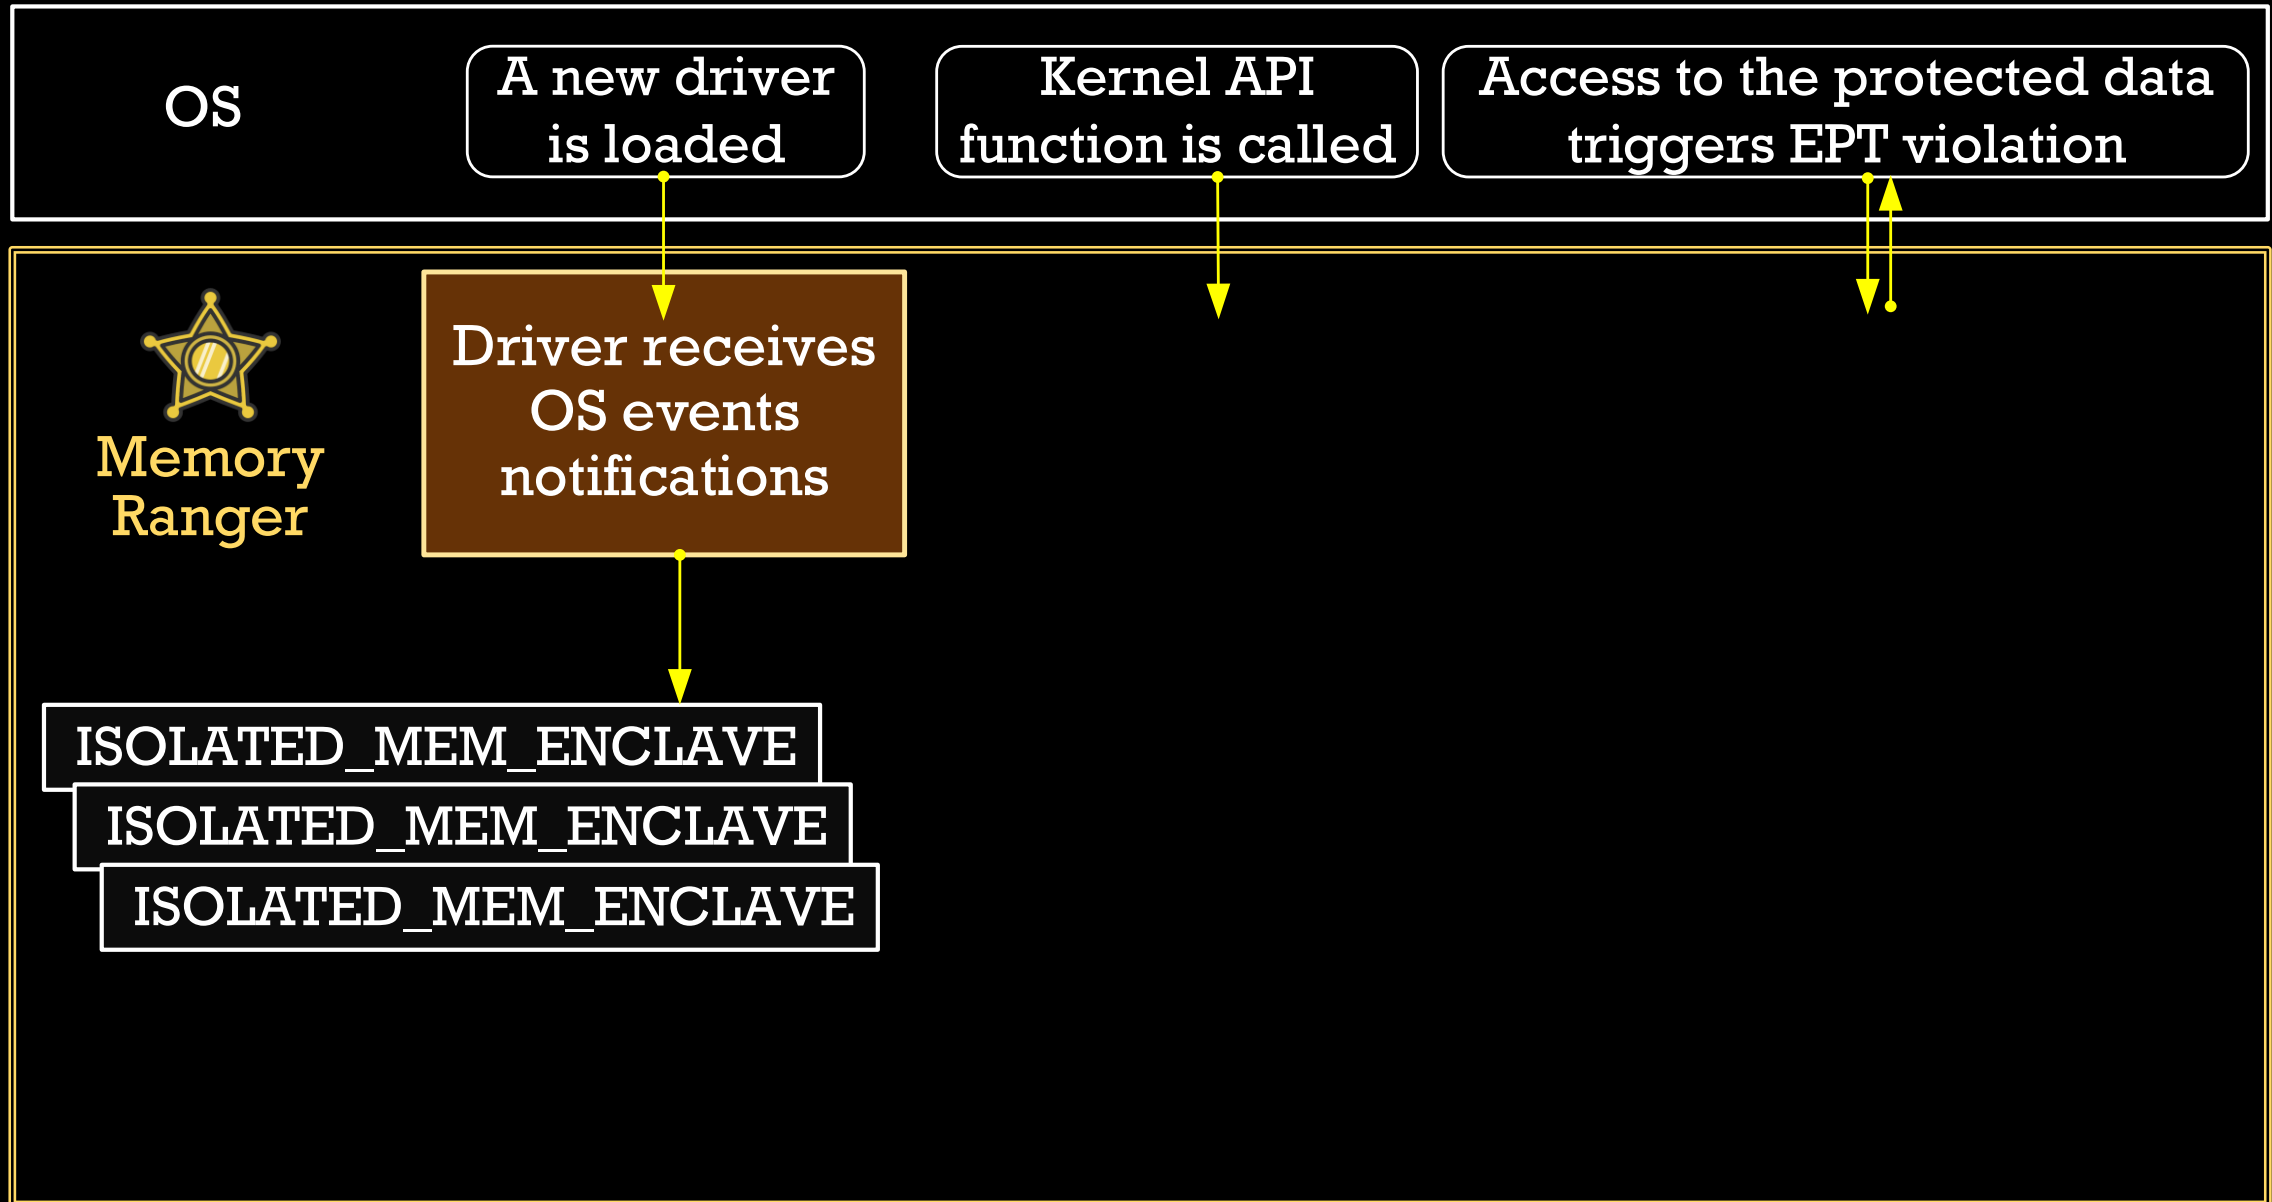 OS
A new driver
is loaded
Kernel API
function is called
Access to the protected data
triggers EPT violation
Memory
Ranger
Driver receives
OS events
notifications
ISOLATED_MEM_ENCLAVE
ISOLATED_MEM_ENCLAVE
ISOLATED_MEM_ENCLAVE